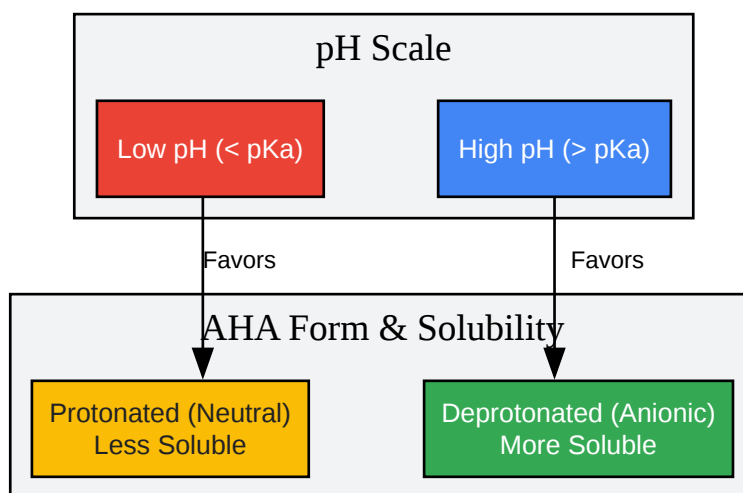 pH Scale
Low pH (< pKa)
High pH (> pKa)
Favors
Favors
AHA Form & Solubility
Protonated (Neutral)
Less Soluble
Deprotonated (Anionic)
More Soluble